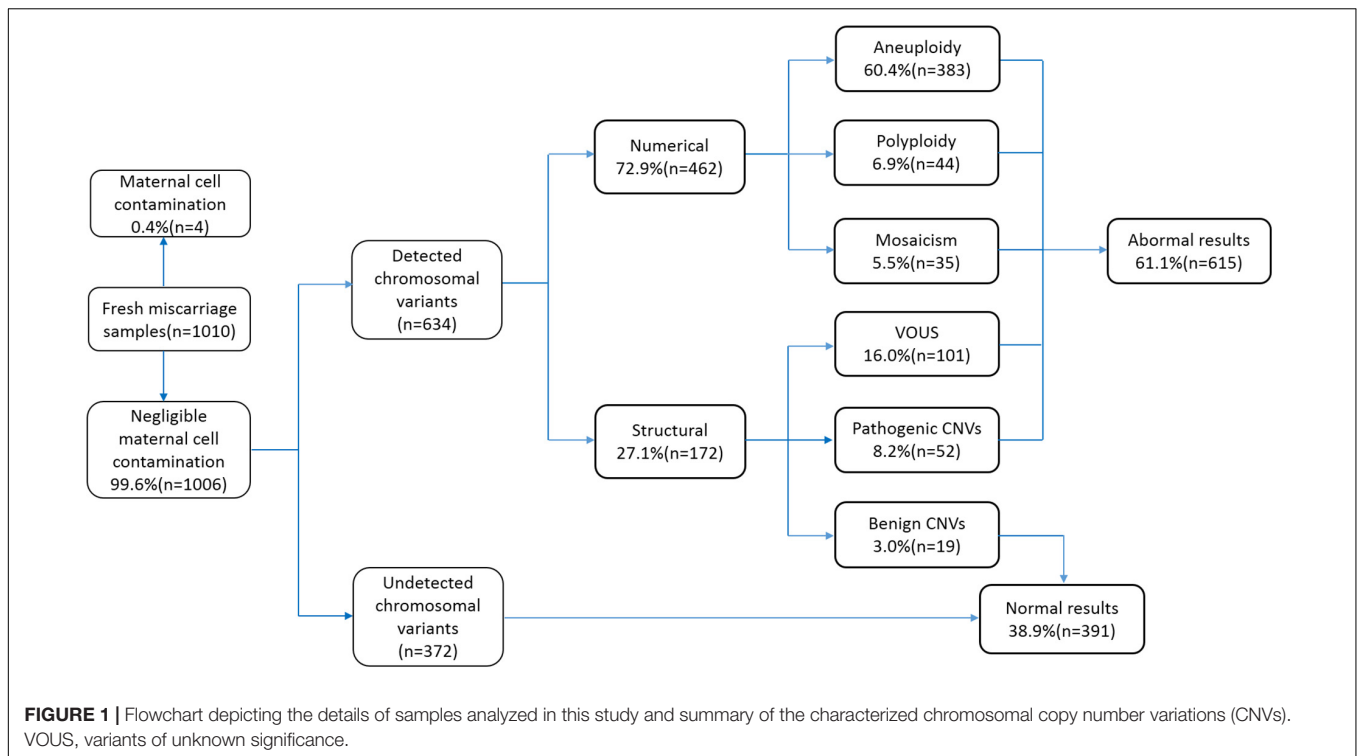 Maternal cell
contamination
0.4%(n=4)
Fresh miscarriage
samples(n=1010)
Negligible
maternal cell
contamination
99.6%(n=1006)
Detected
chromosomal
variants
(n=634)
Undetected
chromosomal
variants
(n=372)
Numerical
72.9%(n=462)
Structural
27.1%(n=172)
Aneuploidy
60.4%(n=383)
Polyploidy
6.9%(n=44)
Mosaicism
5.5%(n=35)
VOUS
16.0%(n=101)
Pathogenic CNVs
8.2%(n=52)
Benign CNVs
3.0%(n=19)
Abormal results
61.1%(n=615)
Normal results
38.9%(n=391)
FIGURE 1 | Flowchart depicting the details of samples analyzed in this study and summary of the characterized chromosomal copy number variations (CNVs).
VOUS, variants of unknown significance.